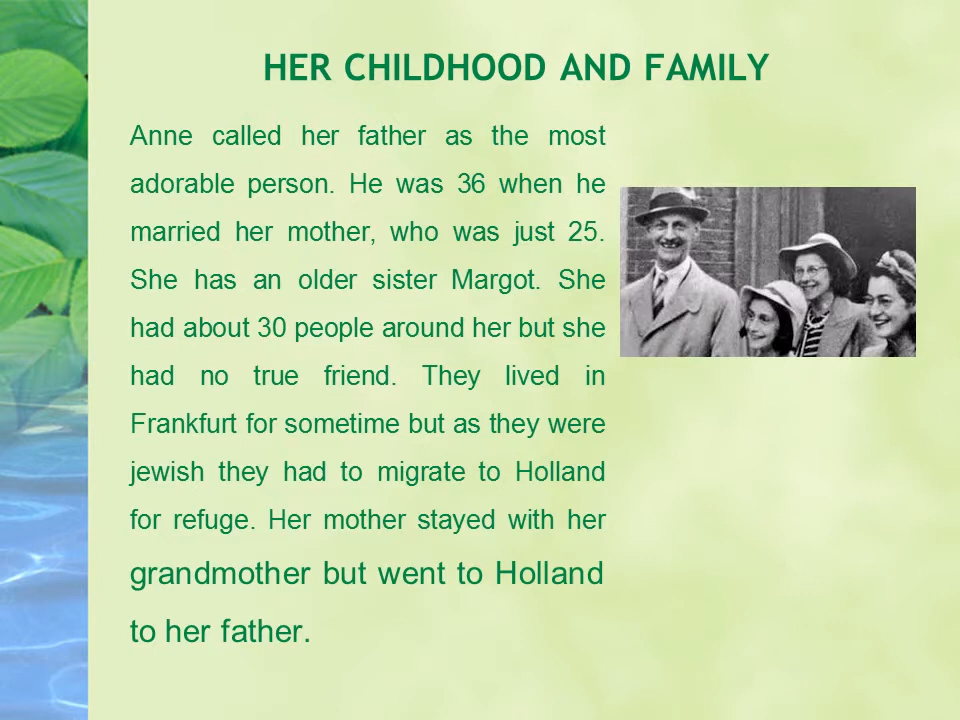 HER CHILDHOOD AND FAMILY
Anne called her father as the most
adorable person. He was 36 when he
married her mother, who was just 25.
She has an older sister Margot. She
had about 30 people around her but she
had no true friend. They lived in
Frankfurt for sometime but as they were
jewish they had to migrate to Holland
for refuge. Her mother stayed with her
grandmother but went to Holland
to her father.